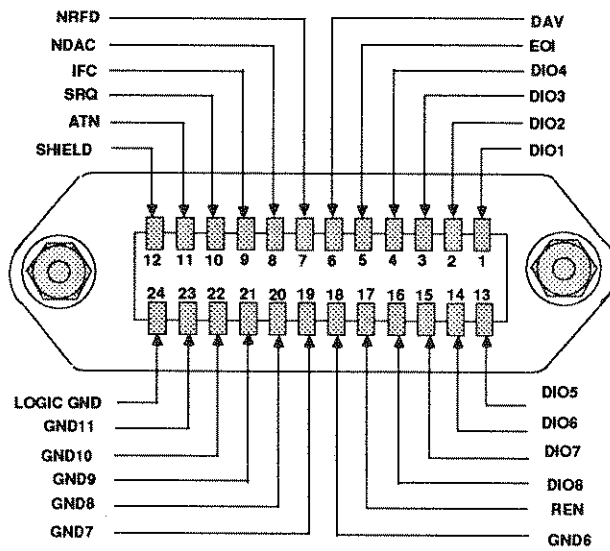 NRFD DAV
NDAC EOI
IFC DIO4
SRQ DIO3
ATN DIO2
SHIELD DIO1
12 11 10 9 8 7 6 5 4 3 2 1
24 23 22 21 20 19 18 17 16 15 14 13
LOGIC GND DIO5
GND11 DIO6
GND10 DIO7
GND9 DIO8
GND8 REN
GND7 GND6